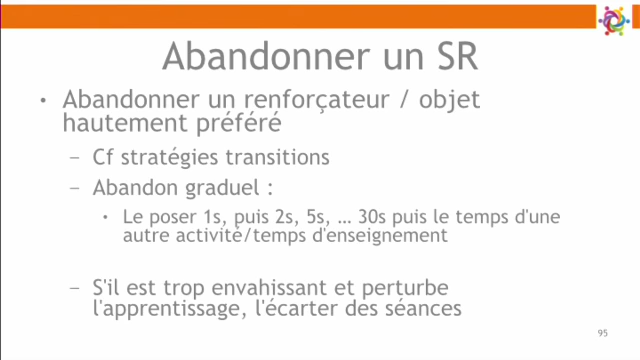 Abandonner un SR
• Abandonner un renforçateur / objet
hautement préféré
– Cf stratégies transitions
– Abandon graduel :
• Le poser 1s, puis 2s, 5s, … 30s puis le temps d'une
autre activité/temps d'enseignement
– S'il est trop envahissant et perturbe
l'apprentissage, l'écarter des séances
95